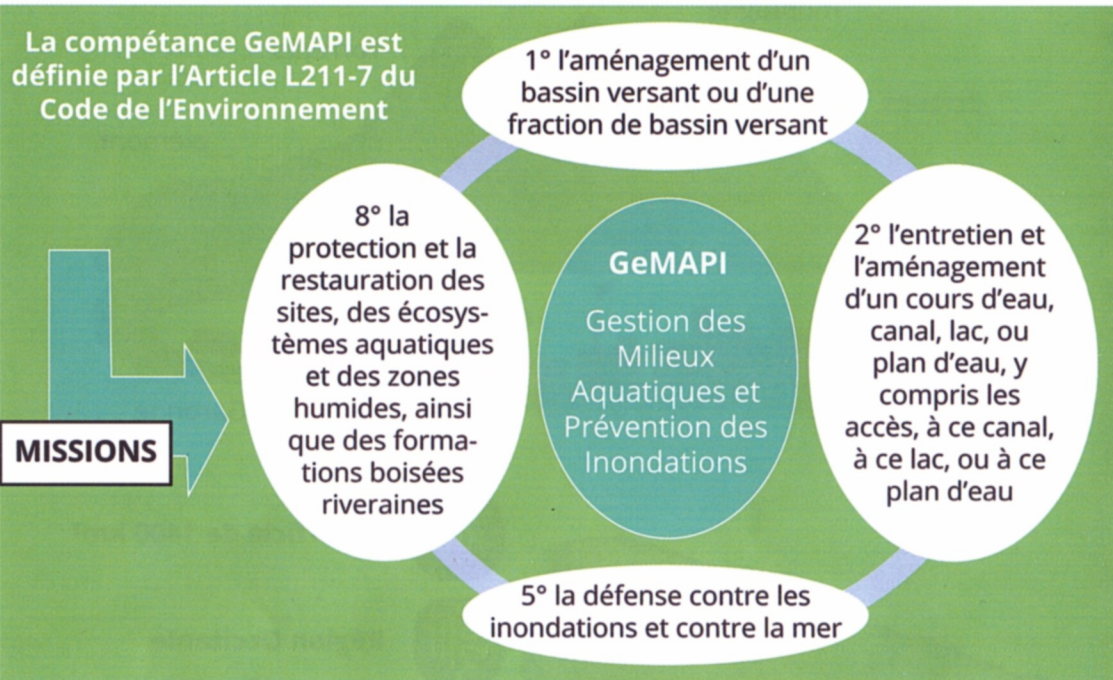 La compétance GeMAPI est
définie par l'Article L211-7 du
Code de l'Environnement
1° l'aménagement d'un
bassin versant ou d'une
fraction de bassin versant
2° l'entretien et
l'aménagement
d'un cours d'eau,
canal, lac, ou
plan d'eau, y
compris les
accès, à ce canal,
à ce lac, ou à ce
plan d'eau
5° la défense contre les
inondations et contre la mer
8° la
protection et la
restauration des
sites, des écosys-
tèmes aquatiques
et des zones
humides, ainsi
que des forma-
tions boisées
riveraines
GeMAPI
Gestion des
Milieux
Aquatiques et
Prévention des
Inondations
MISSIONS